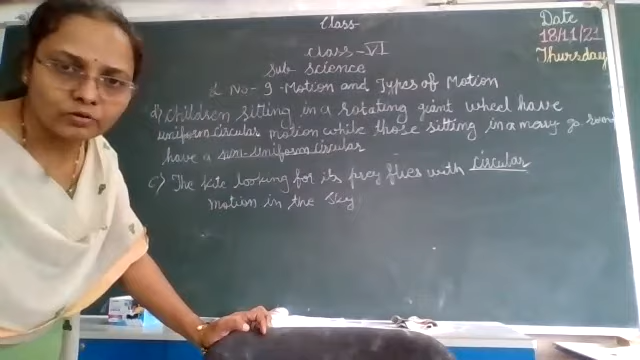 Class
Date
18/11/21
Thursday
Class - VI
Sub Science
L No - 9 - Motion and Types of Motion
d) Children sitting in a rotating giant wheel have
uniform circular motion while those sitting in a merry go roun
have a non-uniform circular
c) The kite looking for its prey flies with circular
motion in the sky